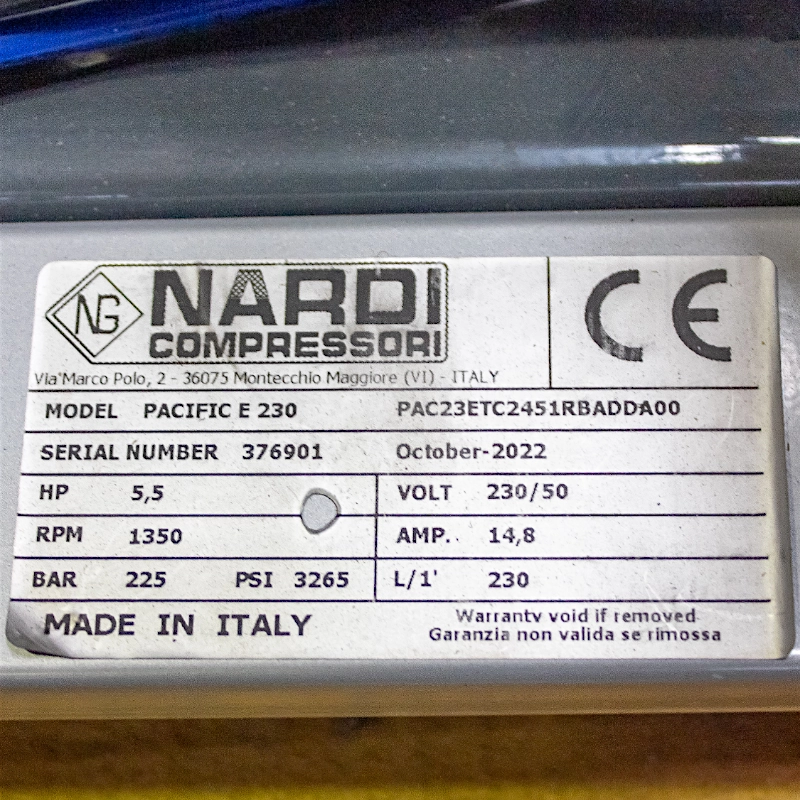 NG NARDI CE
COMPRESSORI
Via Marco Polo, 2 - 36075 Montecchio Maggiore (VI) - ITALY
MODEL PACIFIC E 230 PAC23ETC2451RBADDA00
SERIAL NUMBER 376901 October-2022
HP 5,5 VOLT 230/50
RPM 1350 AMP. 14,8
BAR 225 PSI 3265 L/1' 230
MADE IN ITALY
Warranty void if removed
Garanzia non valida se rimossa